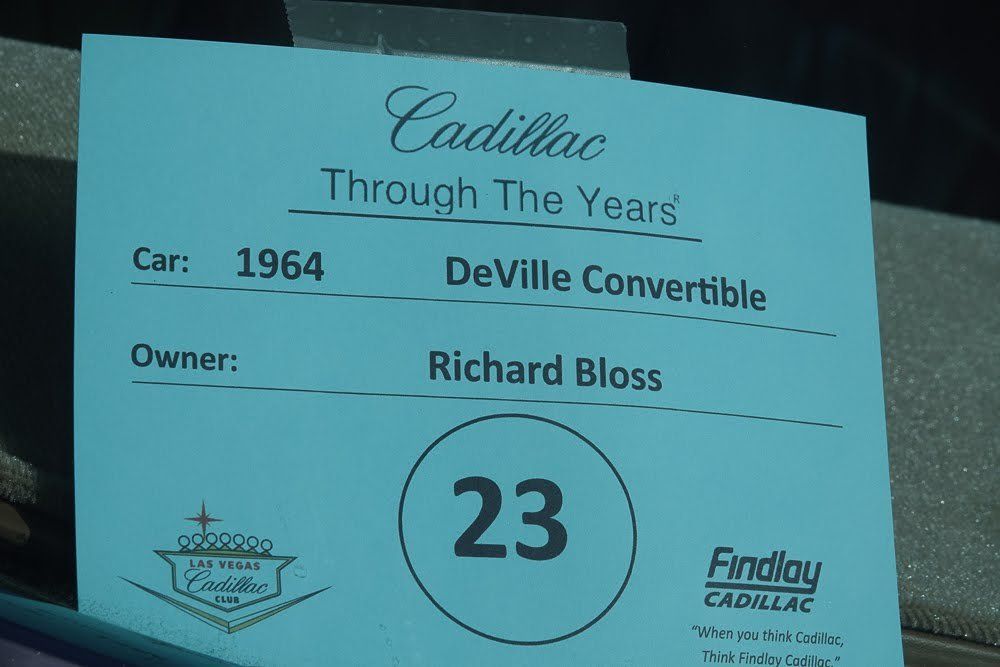 Cadillac
Through The Years R
Car: 1964 DeVille Convertible
Owner: Richard Bloss
23
LAS VEGAS
Cadillac
CLUB
Findlay
CADILLAC
"When you think Cadillac,
Think Findlay Cadillac."